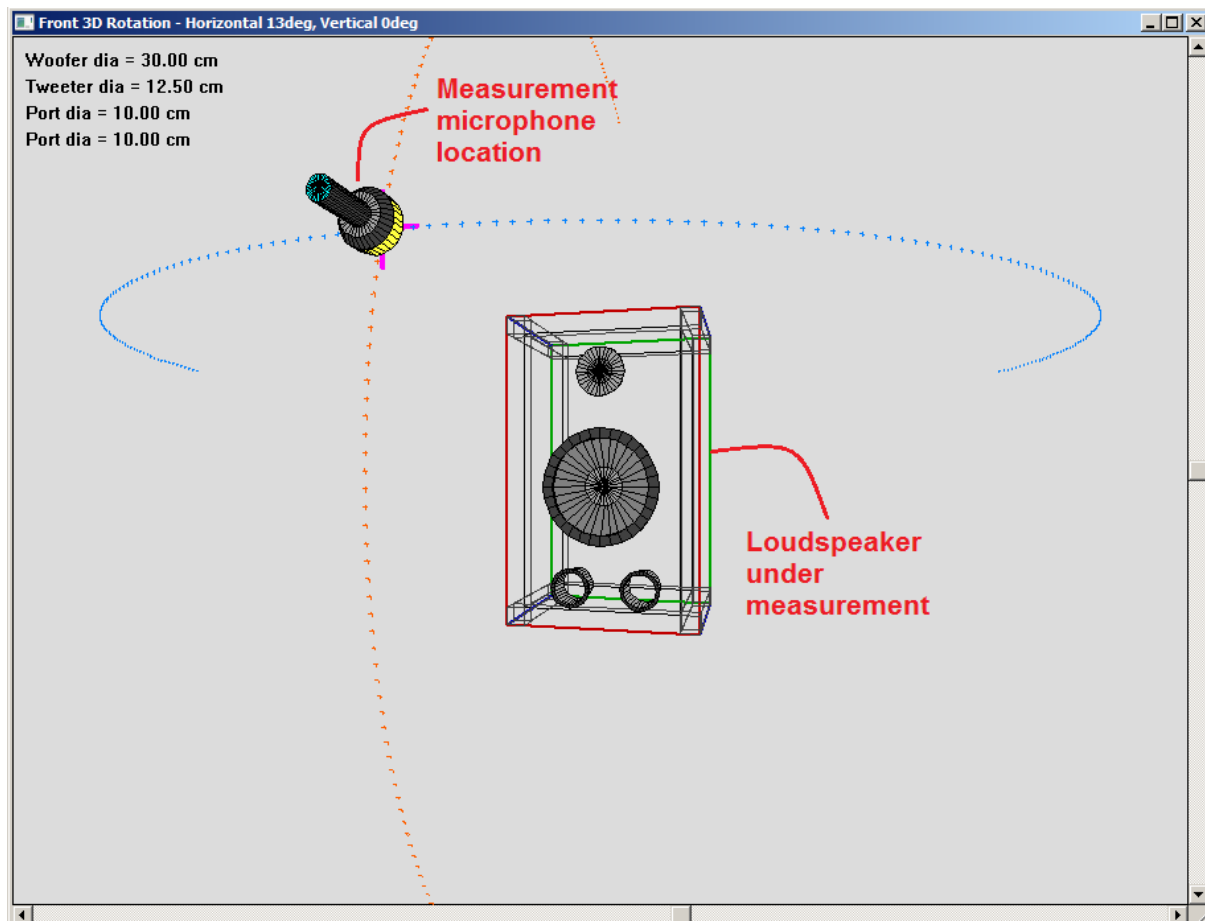 Front 3D Rotation - Horizontal 13deg, Vertical 0deg
Woofer dia = 30.00 cm
Tweeter dia = 12.50 cm
Port dia = 10.00 cm
Port dia = 10.00 cm
Measurement
microphone
location
Loudspeaker
under
measurement